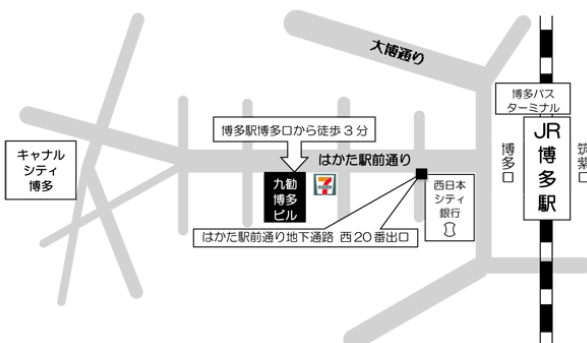 大博通り
博多バス
ターミナル
博多駅博多口から徒歩3分
はかた駅前通り
JR
博多駅
博多口
筑紫口
キャナル
シティ
博多
九勧
博多
ビル
西日本
シティ
銀行
はかた駅前通り地下通路 西20番出口